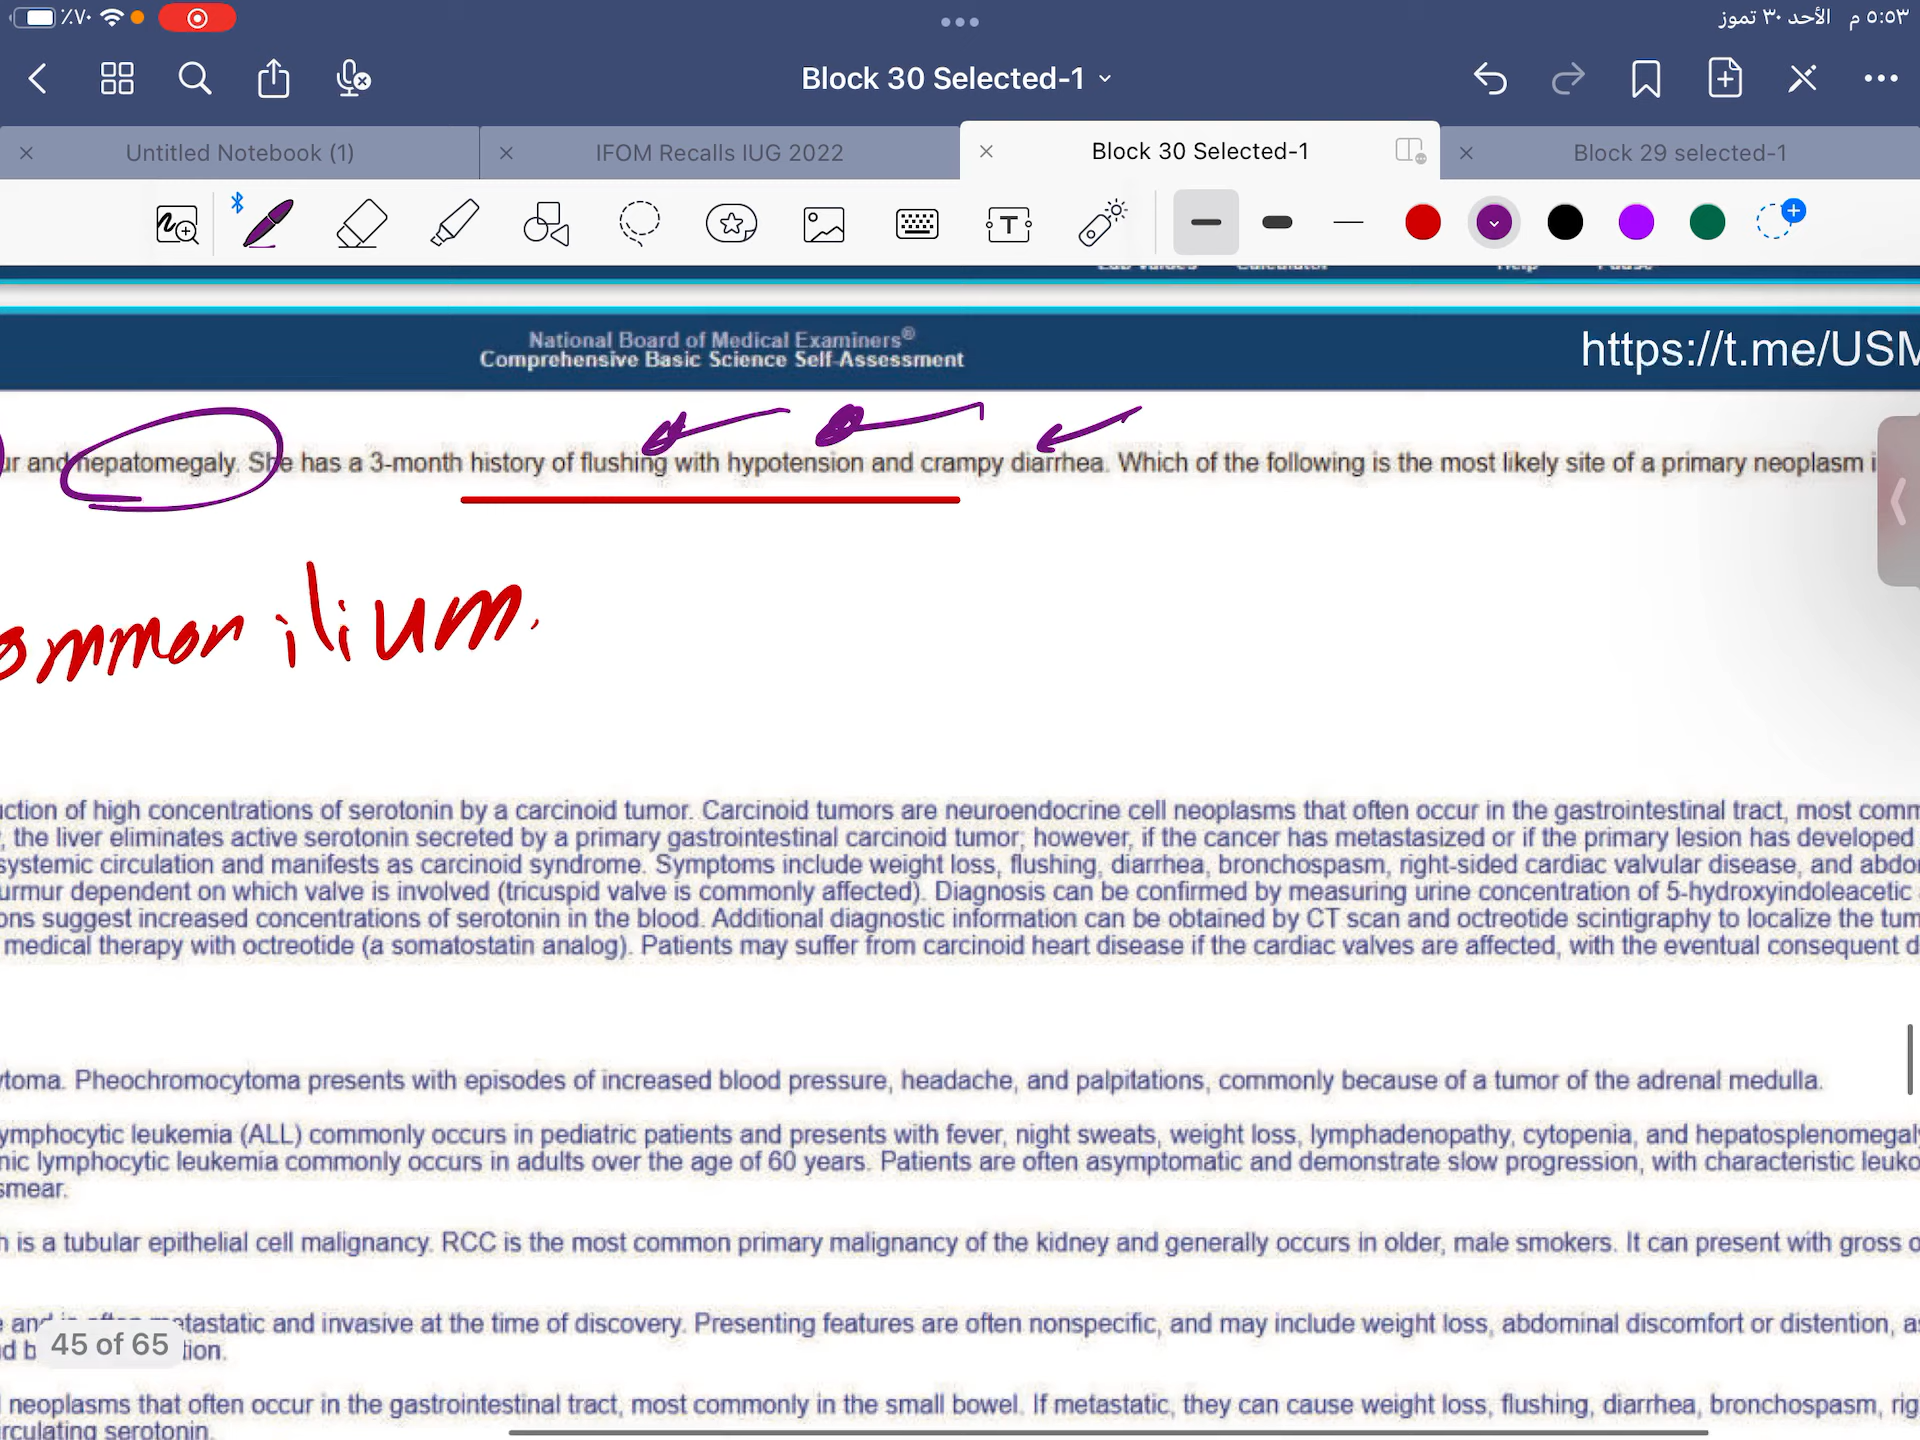 ٪٧٠
٥:٥٣ م الأحد ٣٠ تموز
Block 30 Selected-1
Untitled Notebook (1)
IFOM Recalls IUG 2022
Block 30 Selected-1
Block 29 selected-1
T
Lab Values Calculator Help Pause
National Board of Medical Examiners®
Comprehensive Basic Science Self-Assessment
https://t.me/USM
ur and hepatomegaly. She has a 3-month history of flushing with hypotension and crampy diarrhea. Which of the following is the most likely site of a primary neoplasm i
ommon ilium.
uction of high concentrations of serotonin by a carcinoid tumor. Carcinoid tumors are neuroendocrine cell neoplasms that often occur in the gastrointestinal tract, most comm
, the liver eliminates active serotonin secreted by a primary gastrointestinal carcinoid tumor; however, if the cancer has metastasized or if the primary lesion has developed
systemic circulation and manifests as carcinoid syndrome. Symptoms include weight loss, flushing, diarrhea, bronchospasm, right-sided cardiac valvular disease, and abdo
urmur dependent on which valve is involved (tricuspid valve is commonly affected). Diagnosis can be confirmed by measuring urine concentration of 5-hydroxyindoleacetic
ons suggest increased concentrations of serotonin in the blood. Additional diagnostic information can be obtained by CT scan and octreotide scintigraphy to localize the tum
medical therapy with octreotide (a somatostatin analog). Patients may suffer from carcinoid heart disease if the cardiac valves are affected, with the eventual consequent d
ytoma. Pheochromocytoma presents with episodes of increased blood pressure, headache, and palpitations, commonly because of a tumor of the adrenal medulla.
ymphocytic leukemia (ALL) commonly occurs in pediatric patients and presents with fever, night sweats, weight loss, lymphadenopathy, cytopenia, and hepatosplenomegaly
nic lymphocytic leukemia commonly occurs in adults over the age of 60 years. Patients are often asymptomatic and demonstrate slow progression, with characteristic leuko
smear.
h is a tubular epithelial cell malignancy. RCC is the most common primary malignancy of the kidney and generally occurs in older, male smokers. It can present with gross o
e and is often metastatic and invasive at the time of discovery. Presenting features are often nonspecific, and may include weight loss, abdominal discomfort or distention, as
45 of 65
tion.
neoplasms that often occur in the gastrointestinal tract, most commonly in the small bowel. If metastatic, they can cause weight loss, flushing, diarrhea, bronchospasm, rig
rculating serotonin.